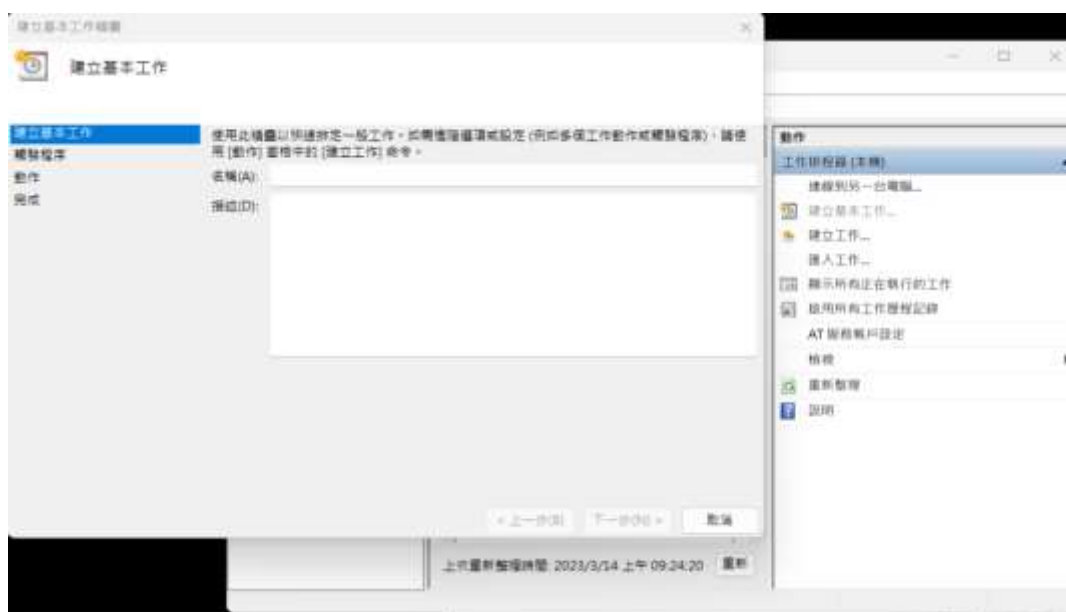 建立基本工作精靈
建立基本工作
建立基本工作
觸發程序
動作
完成
使用此精靈以快速排定一般工作。如需進階選項或設定 (例如多個工作動作或觸發程序)，請使
用 [動作] 窗格中的 [建立工作] 命令。
名稱(A):
描述(D):
< 上一步(B)
下一步(N) >
取消
動作
工作排程器 (本機)
連線到另一台電腦...
建立基本工作...
建立工作...
匯入工作...
顯示所有正在執行的工作
啟用所有工作歷程記錄
AT 服務帳戶設定
檢視
重新整理
說明
上次重新整理時間: 2023/3/14 上午 09:24:20
重新